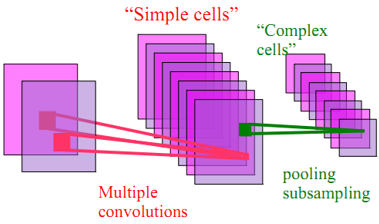 “Simple cells”
“Complex
cells”
Multiple
convolutions
pooling
subsampling